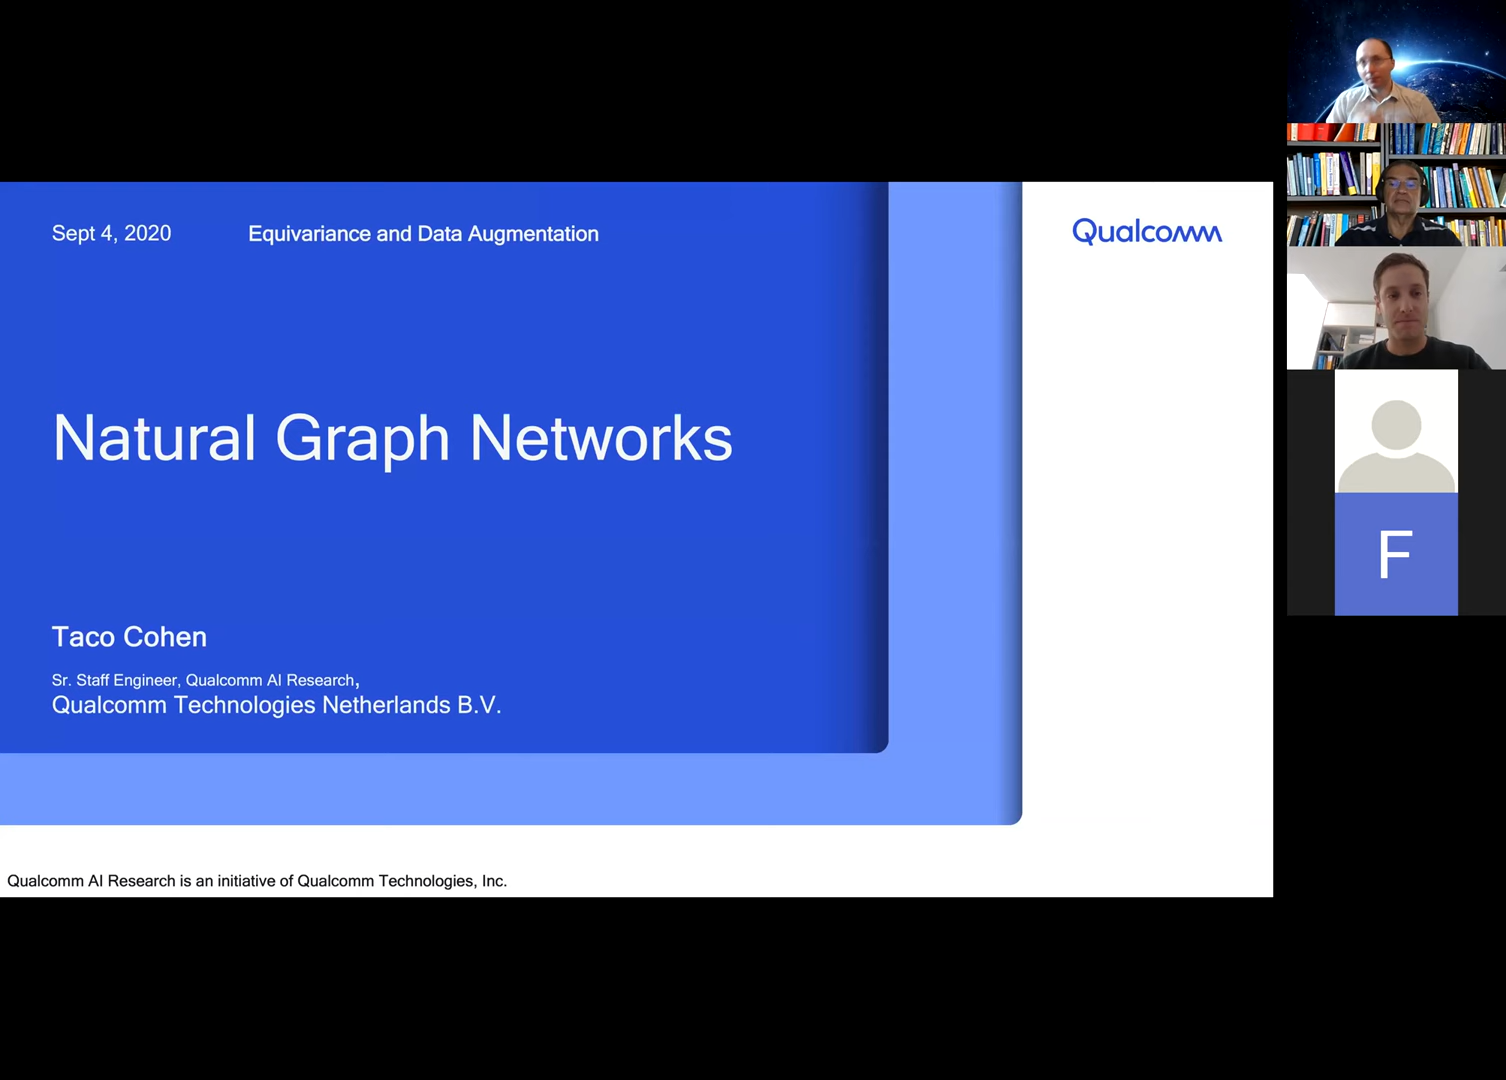 Sept 4, 2020 Equivariance and Data Augmentation
Qualcomm
Natural Graph Networks
Taco Cohen
Sr. Staff Engineer, Qualcomm AI Research,
Qualcomm Technologies Netherlands B.V.
Qualcomm AI Research is an initiative of Qualcomm Technologies, Inc.
F